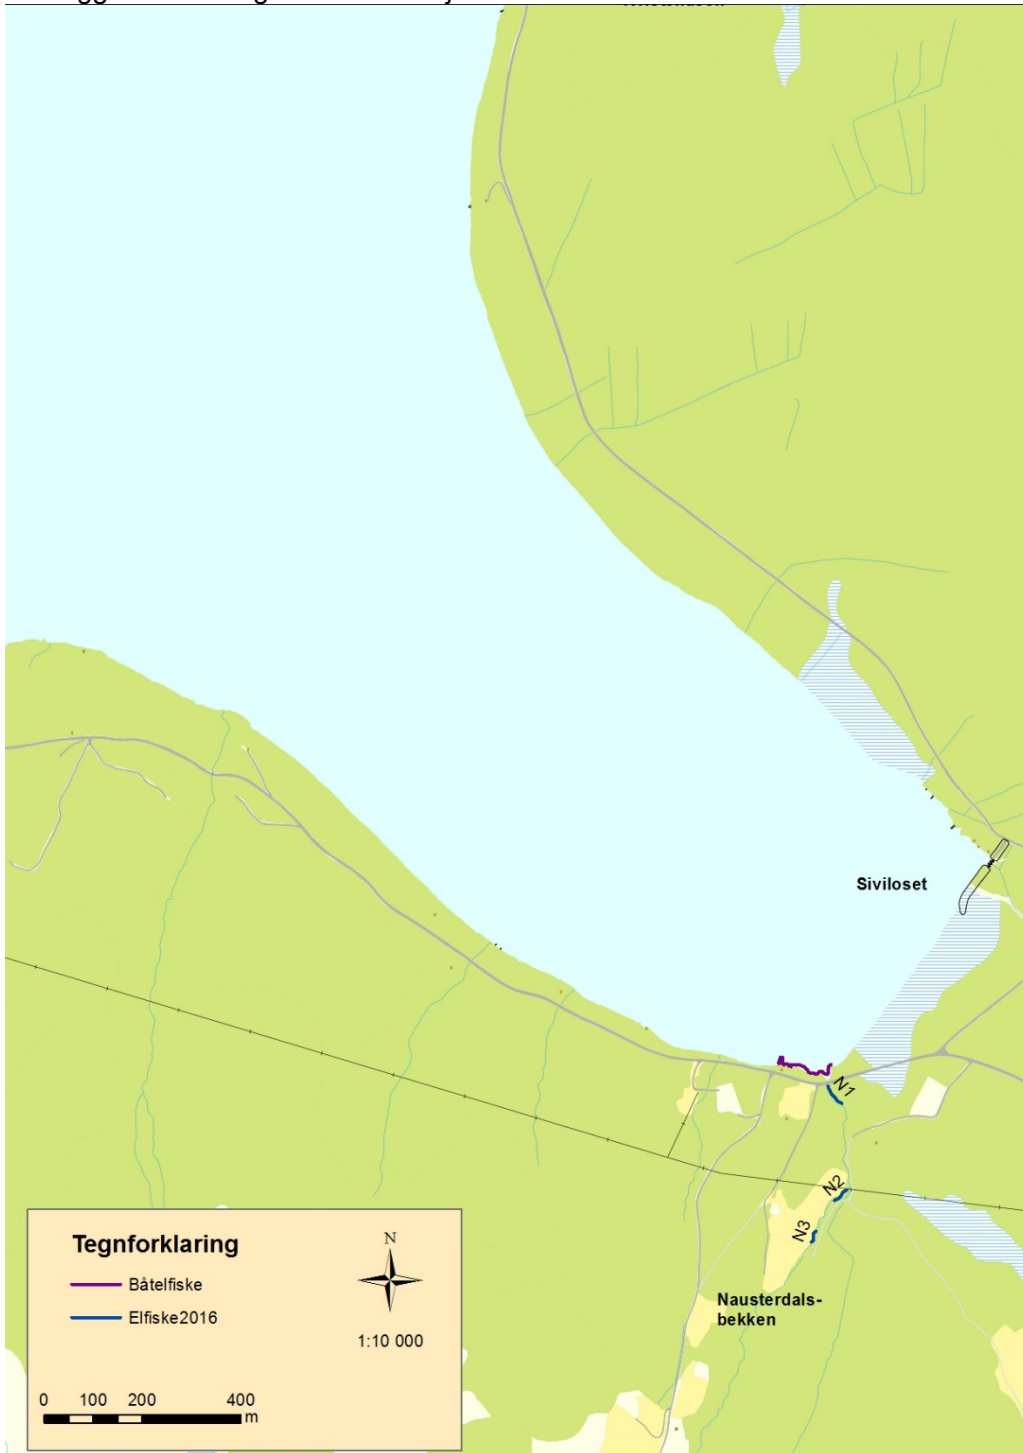 Siviloset
N1
N2
N3
Nausterdals-
bekken
Tegnforklaring
N
Båtelfiske
Elfiske2016
1:10 000
0 100 200 400
m